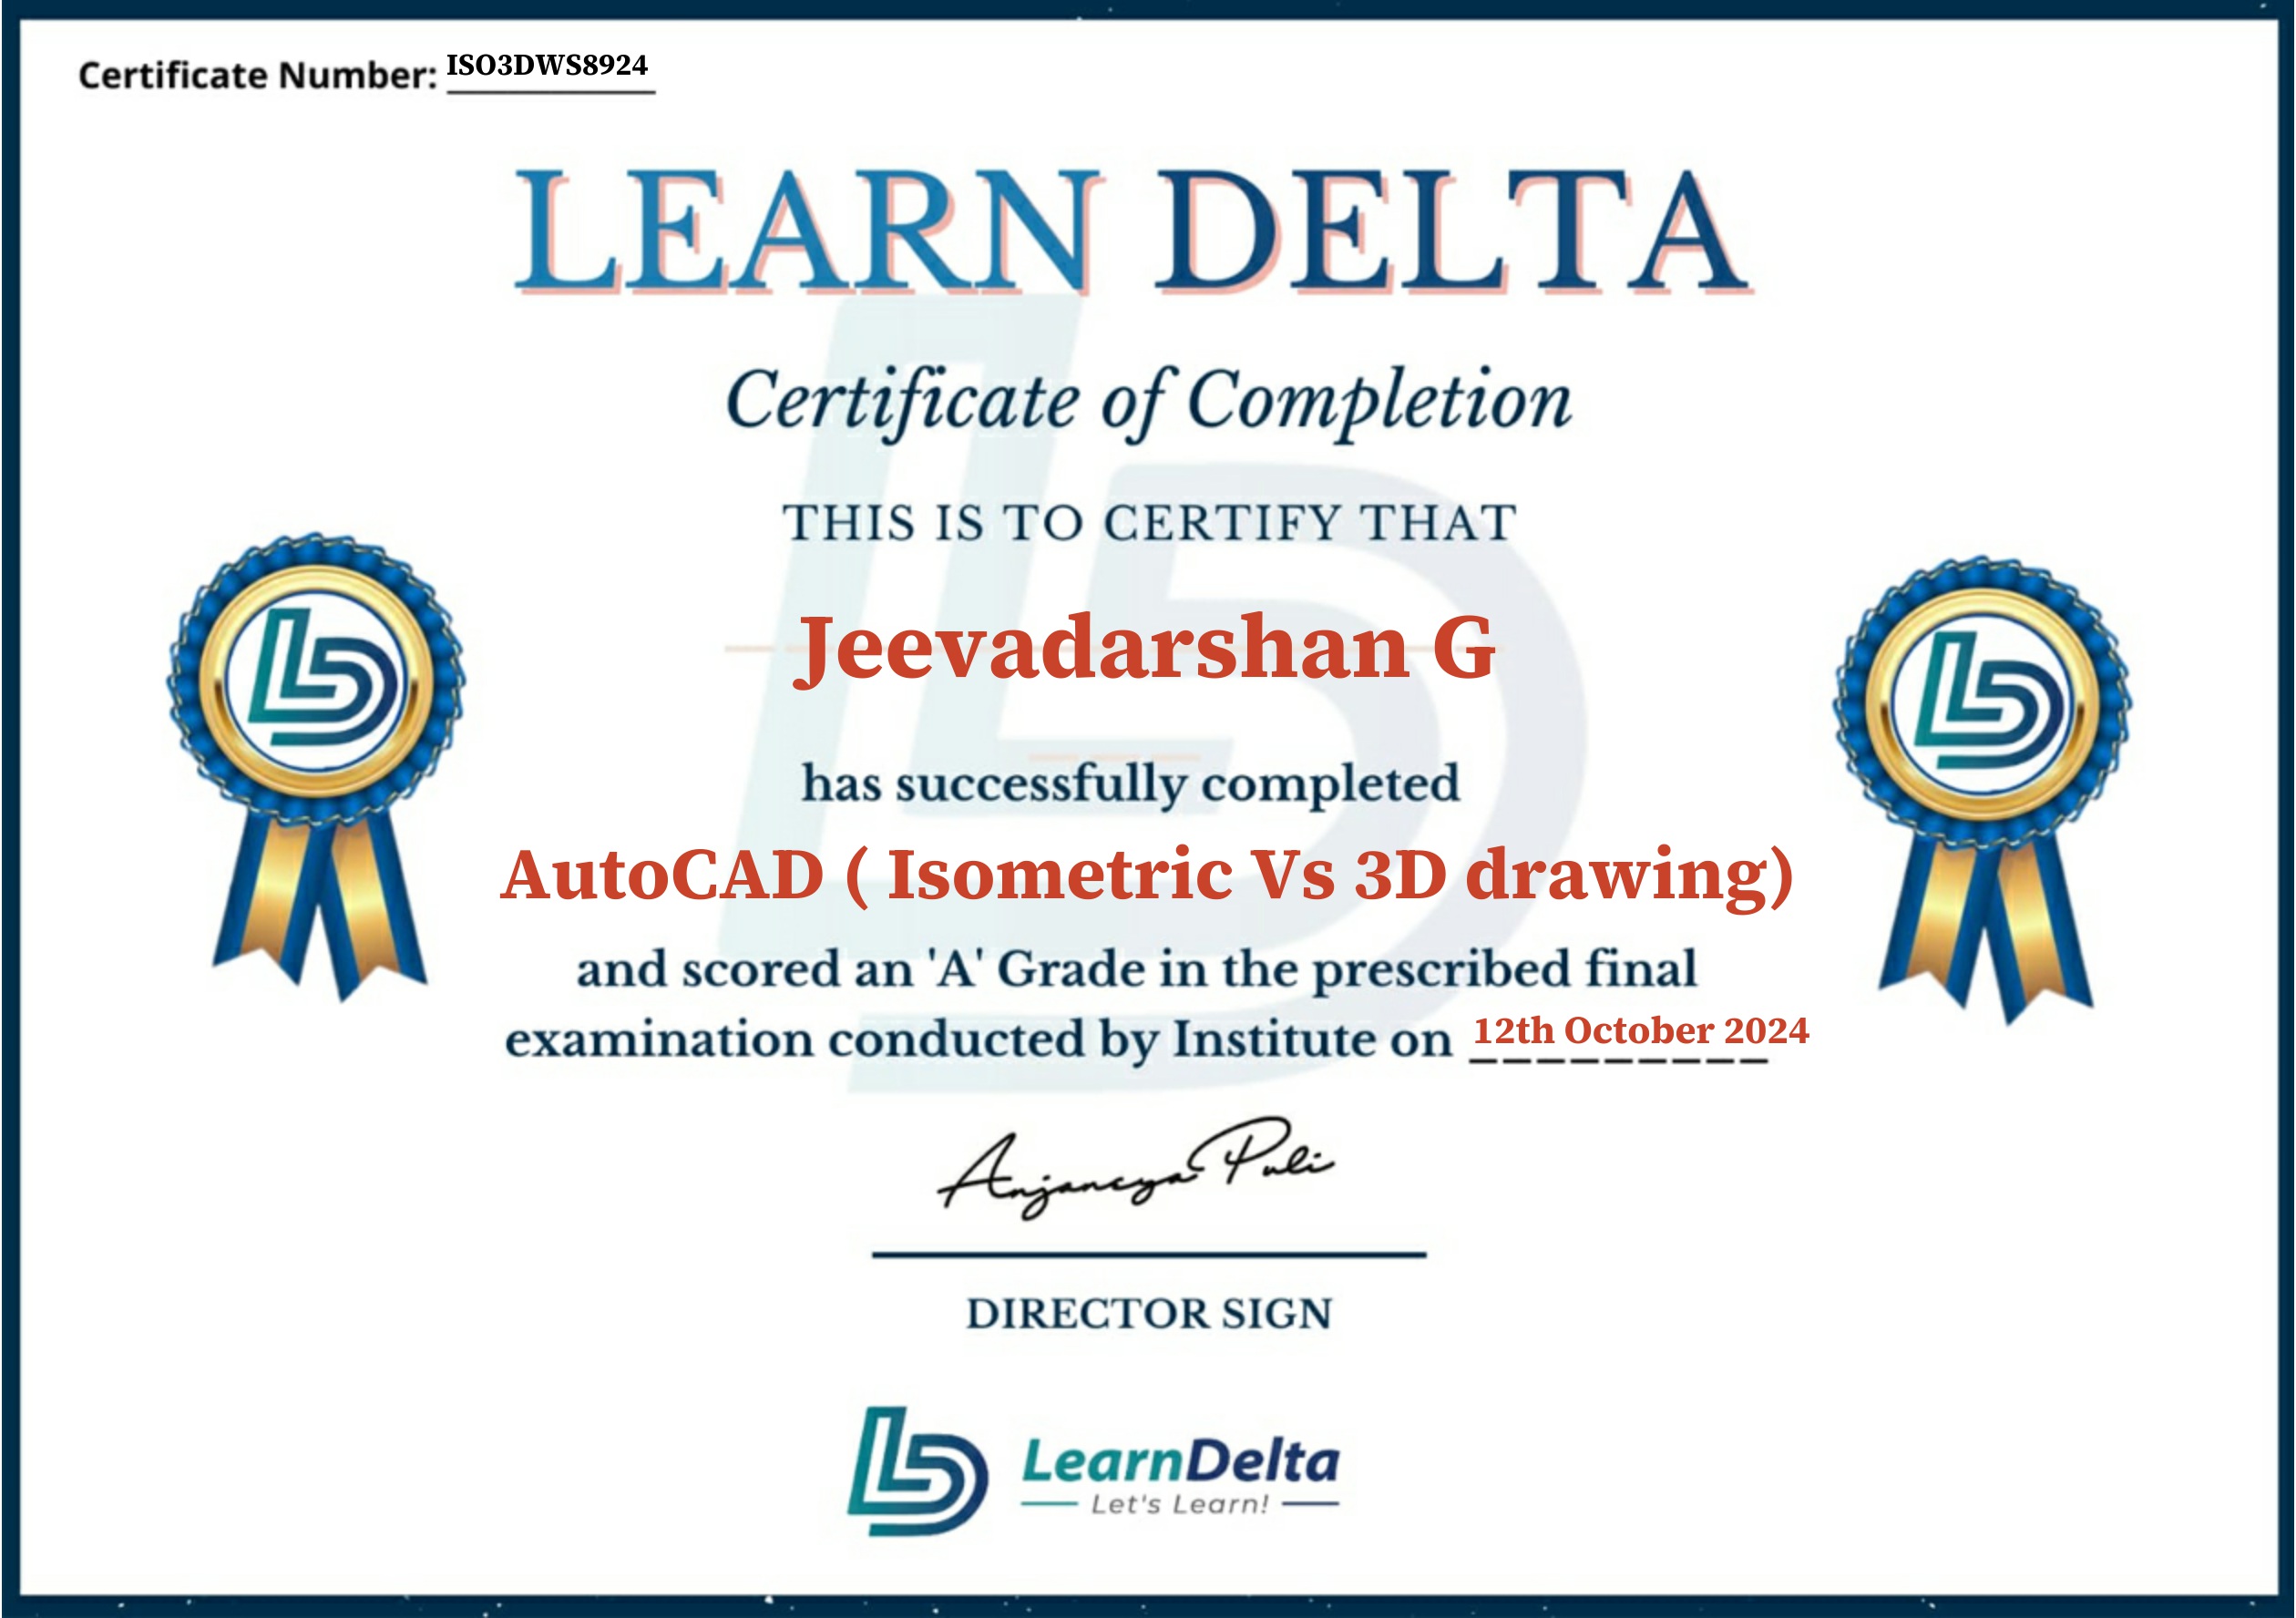 Certificate Number: ISO3DWS8924
LEARN DELTA
Certificate of Completion
THIS IS TO CERTIFY THAT
Jeevadarshan G
has successfully completed
AutoCAD ( Isometric Vs 3D drawing)
and scored an 'A' Grade in the prescribed final
examination conducted by Institute on 12th October 2024
Anjaneya Puli
DIRECTOR SIGN
LearnDelta
Let's Learn!